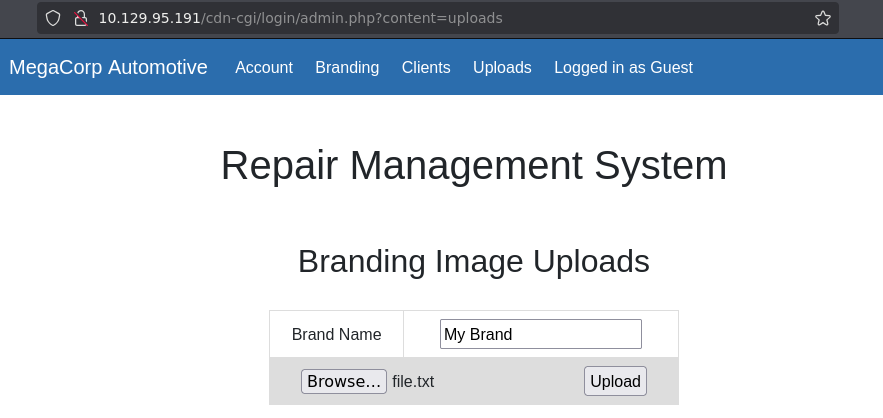 10.129.95.191/cdn-cgi/login/admin.php?content=uploads
MegaCorp Automotive Account Branding Clients Uploads Logged in as Guest
Repair Management System
Branding Image Uploads
Brand Name My Brand
Browse... file.txt Upload